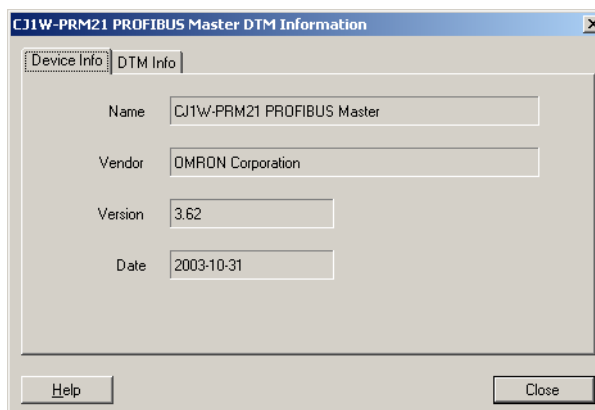 CJ1W-PRM21 PROFIBUS Master DTM Information
Device Info DTM Info
Name CJ1W-PRM21 PROFIBUS Master
Vendor OMRON Corporation
Version 3.62
Date 2003-10-31
Help Close